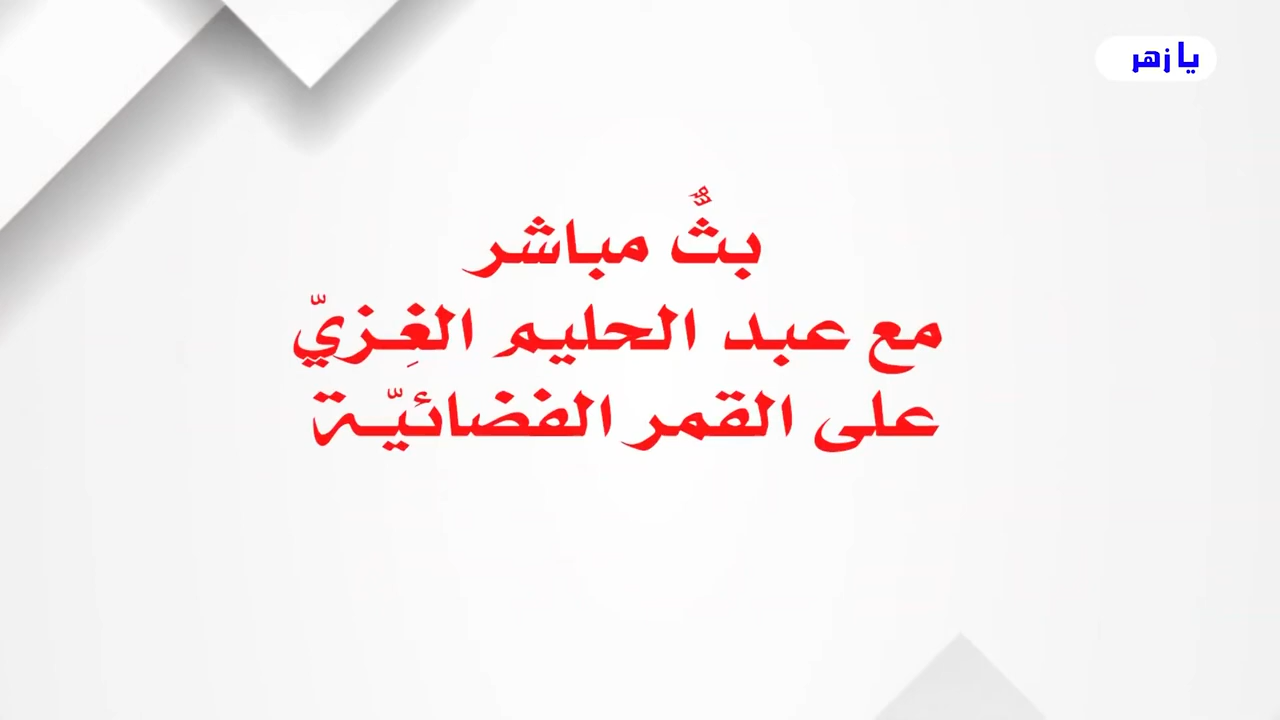 يا زهر
بثٌّ مباشر
مع عبد الحليم الغِـزيّ
على القمر الفضائيّـة